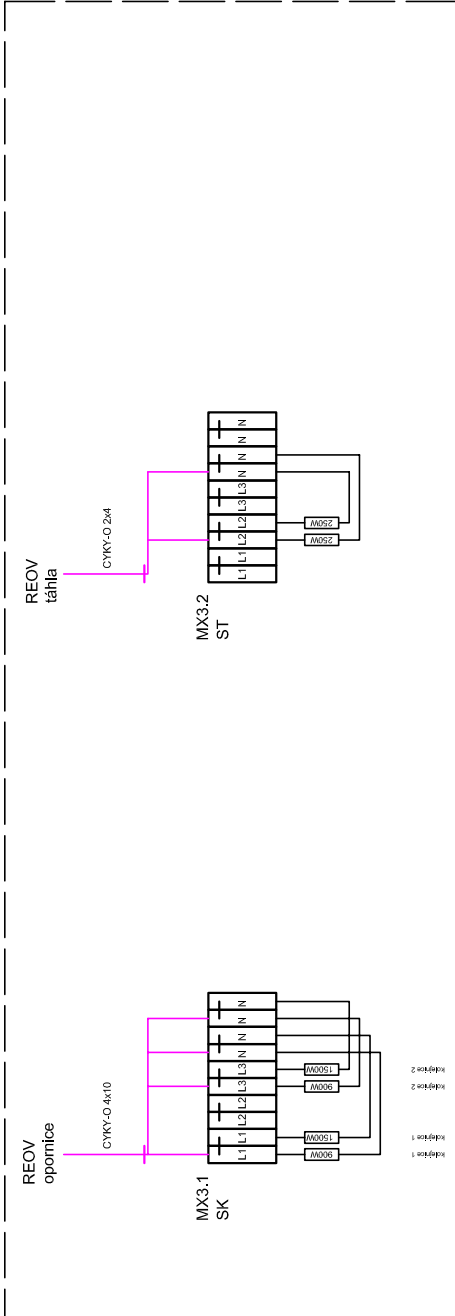 REOV
táhla
CYKY-O 2x4
MX3.2
ST
L1
L1
L2
L2
L3
L3
N
N
N
N
250W
250W
REOV
opornice
CYKY-O 4x10
MX3.1
SK
L1
L1
L2
L2
L3
L3
N
N
N
N
900W
1500W
900W
1500W
kolejnice 1
kolejnice 1
kolejnice 2
kolejnice 2